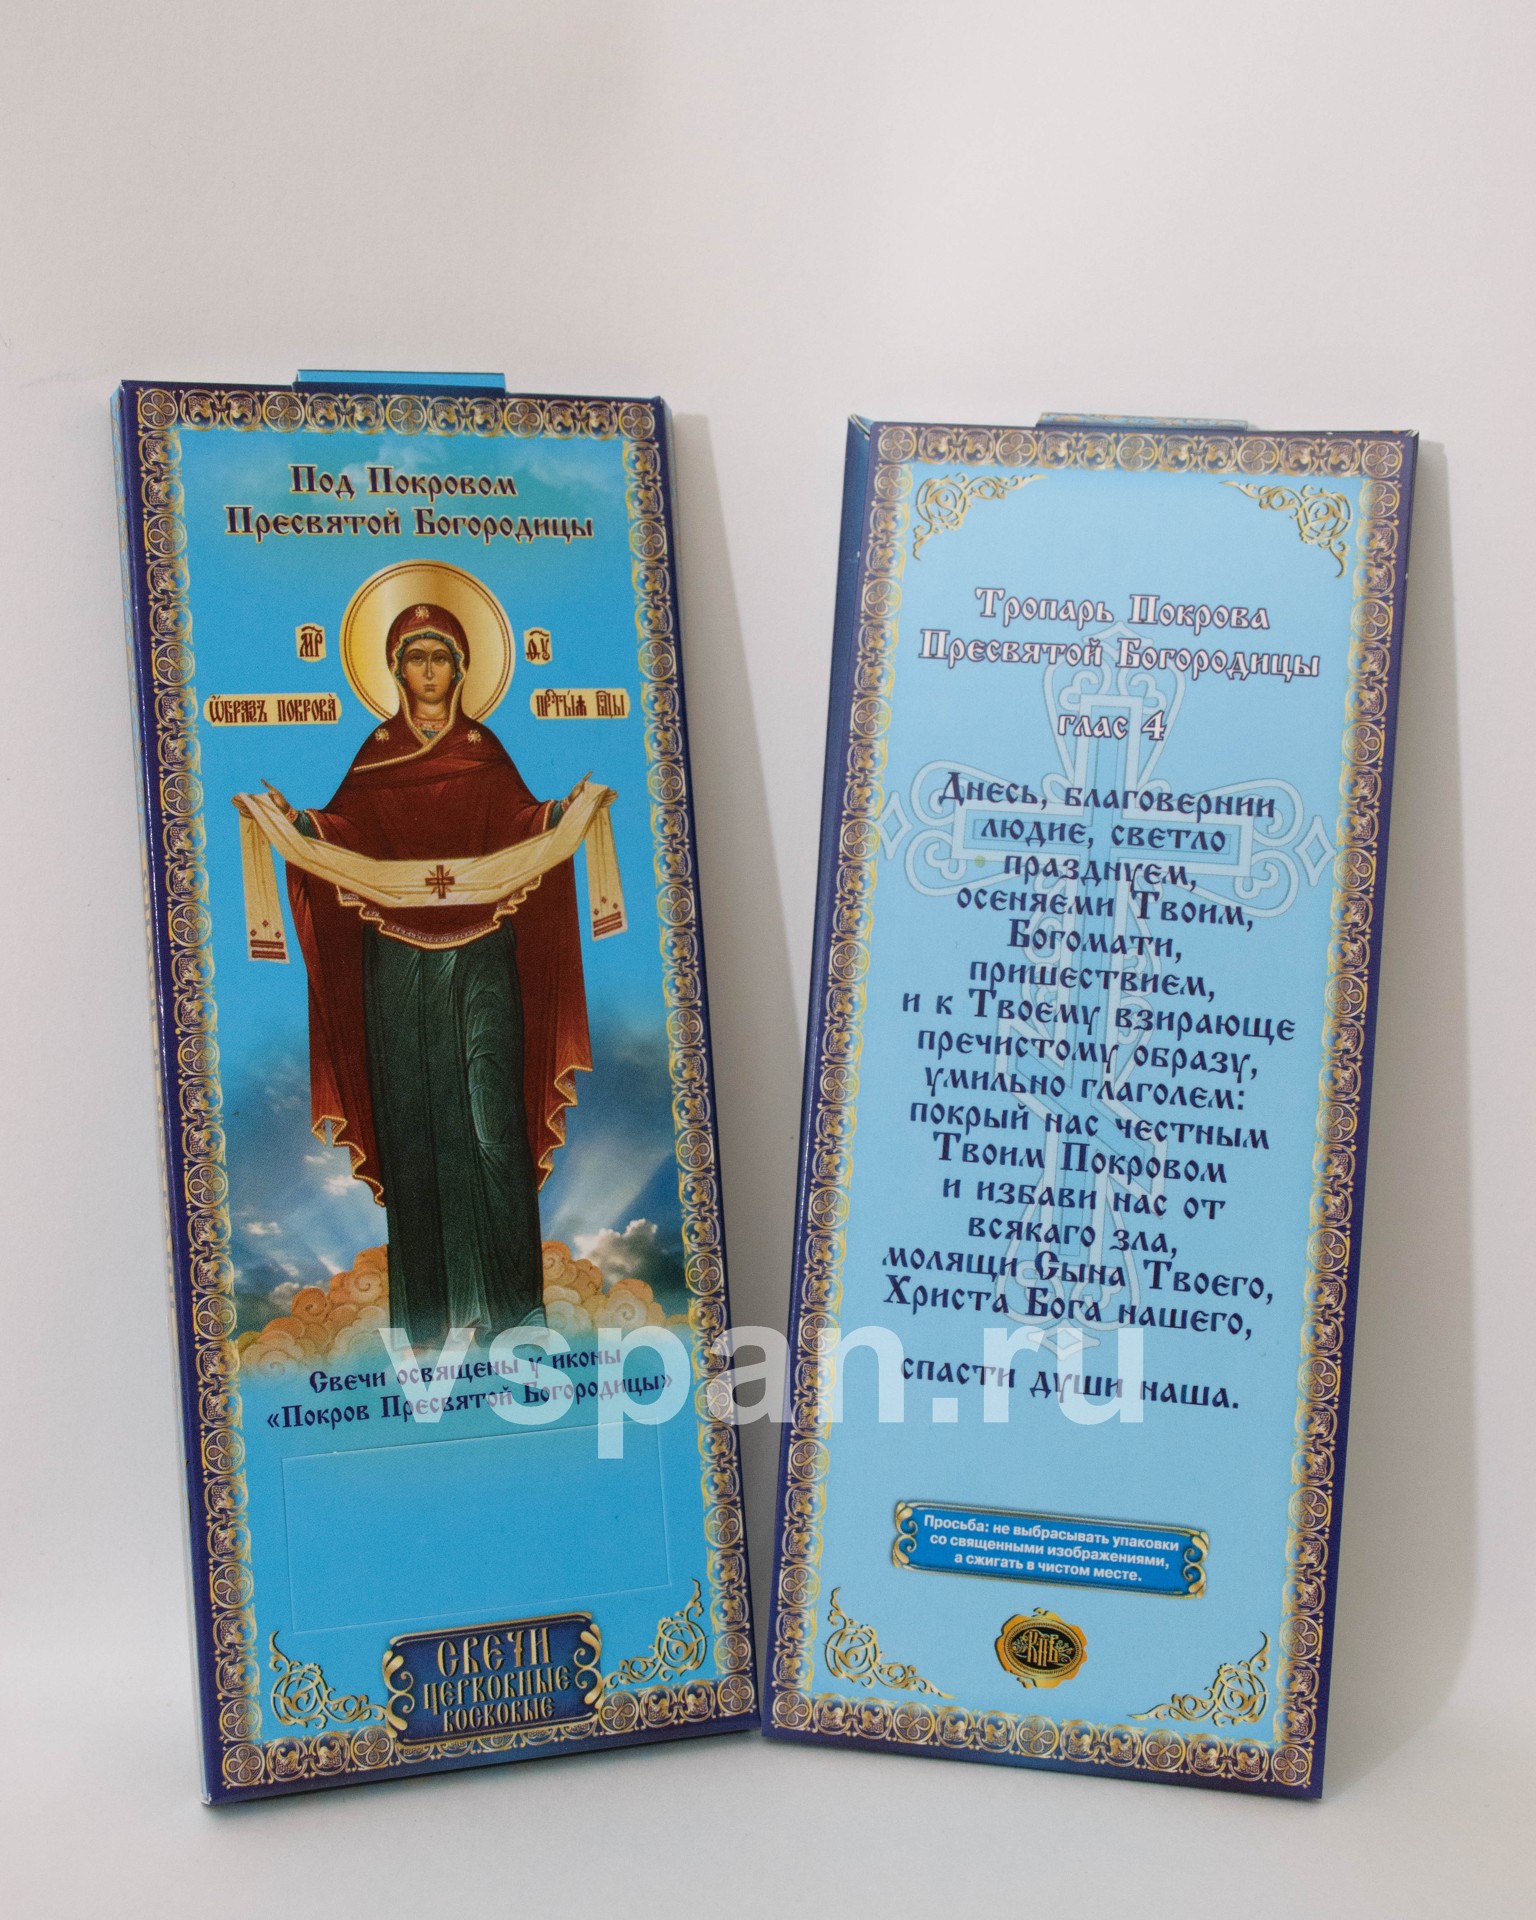 Под Покровом
Пресвятой Богородицы
МР ѲУ
ѠБРАЗЪ ПОКРОВА ПРСТЫѦ БЦЫ
Свечи освящены у иконы
«Покров Пресвятой Богородицы»
СВЕЧИ
ЦЕРКОВНЫЕ
ВОСКОВЫЕ
Тропарь Покрова
Пресвятой Богородицы
глас 4
Днесь, благовернии
людие, светло
празднуем,
осеняеми Твоим,
Богомати,
пришествием,
и к Твоему взирающе
пречистому образу,
умильно глаголем:
покрый нас честным
Твоим Покровом
и избави нас от
всякаго зла,
молящи Сына Твоего,
Христа Бога нашего,
спасти души наша.
Просьба: не выбрасывать упаковки
со священными изображениями,
а сжигать в чистом месте.
vspan.ru